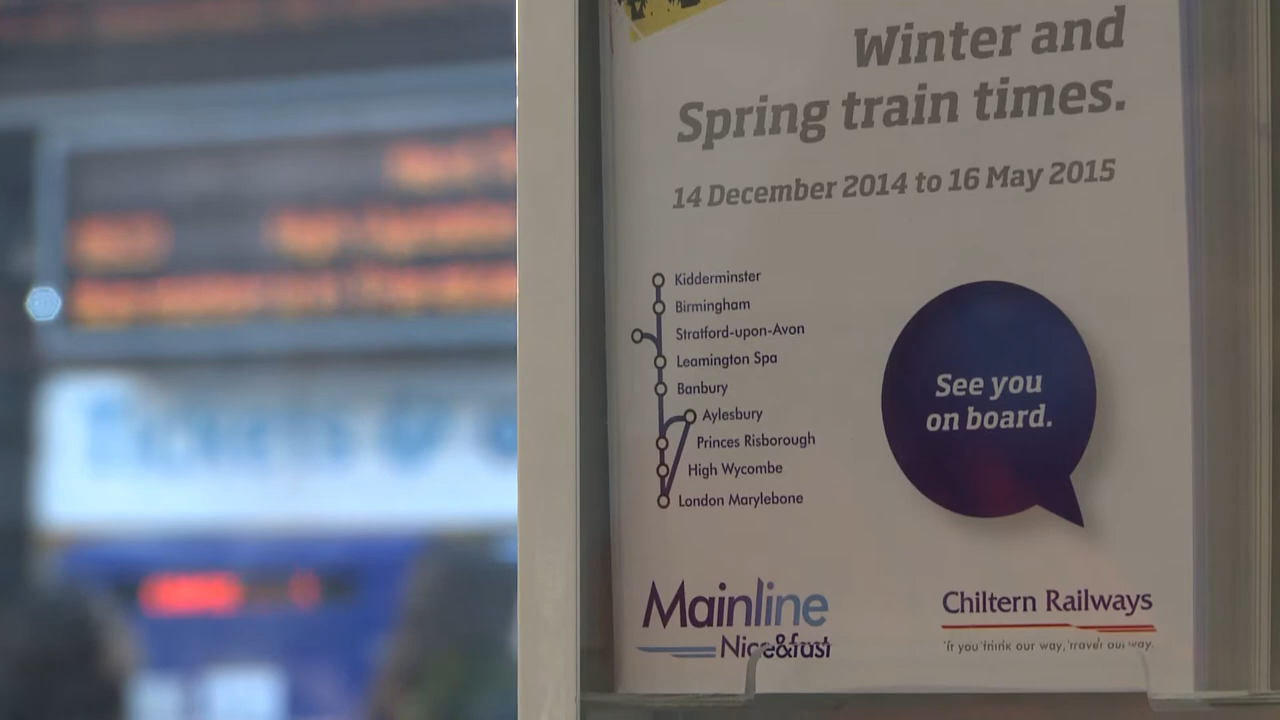 Winter and
Spring train times.
14 December 2014 to 16 May 2015
Kidderminster
Birmingham
Stratford-upon-Avon
Leamington Spa
Banbury
Aylesbury
Princes Risborough
High Wycombe
London Marylebone
See you
on board.
Mainline
Nice&fast
Chiltern Railways
If you think our way, travel our way.